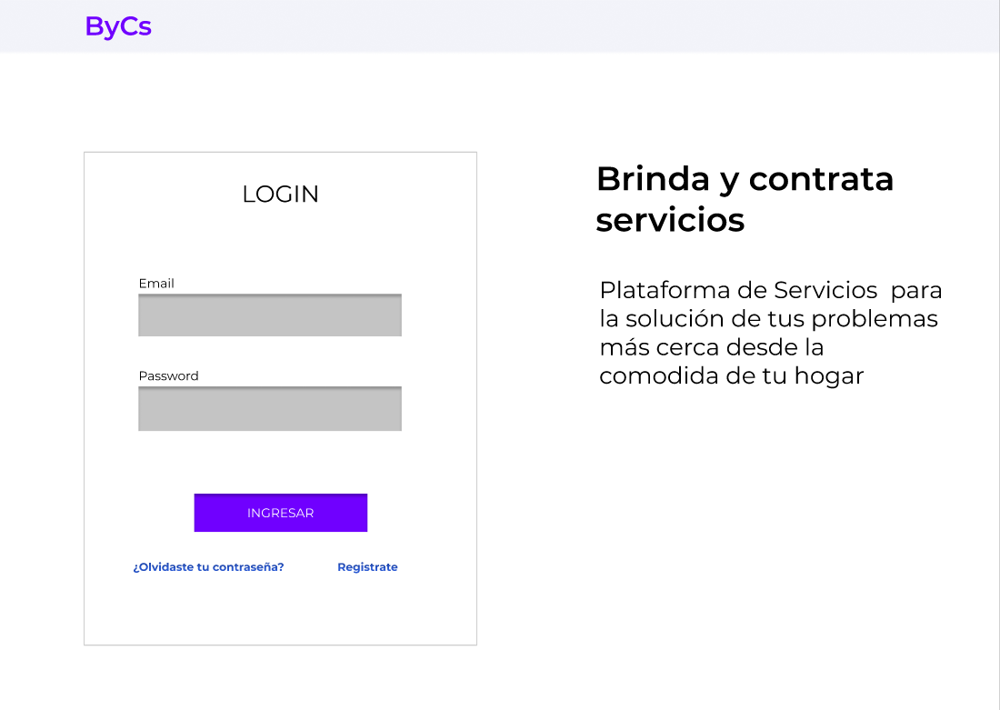 ByCs
LOGIN
Email
Password
INGRESAR
¿Olvidaste tu contraseña?
Registrate
Brinda y contrata
servicios
Plataforma de Servicios  para
la solución de tus problemas
más cerca desde la
comodida de tu hogar